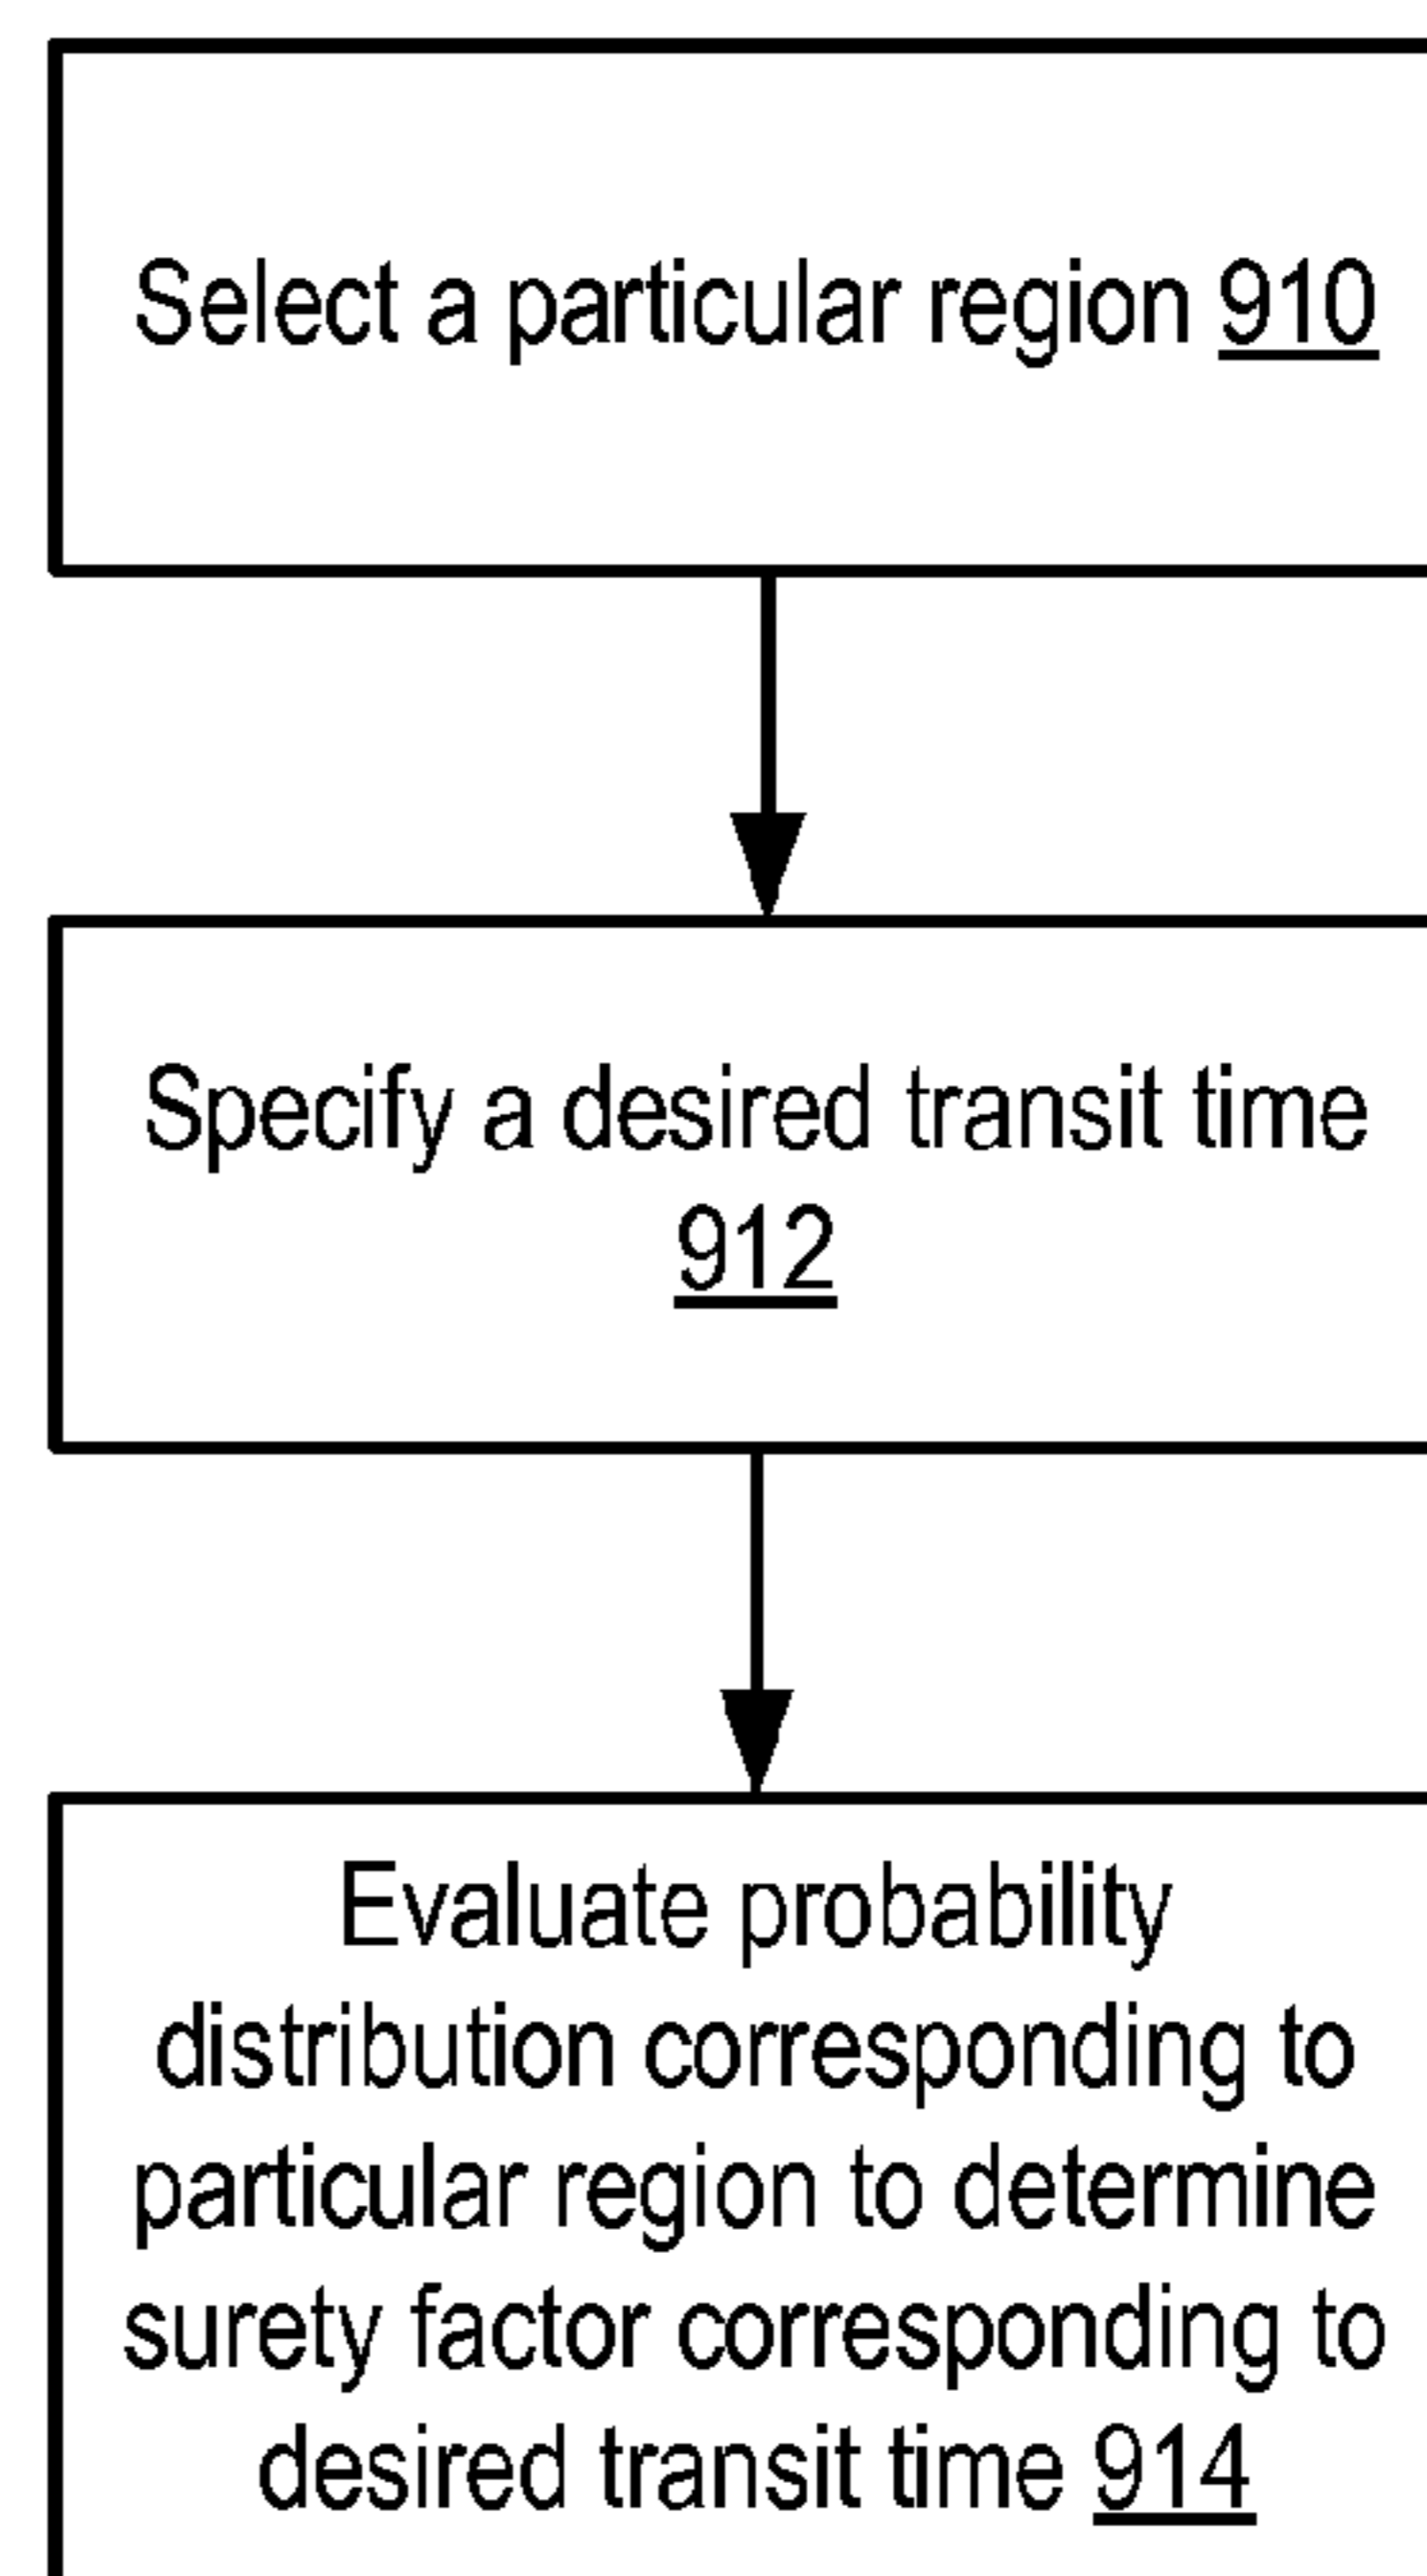 Select a particular region 910
Specify a desired transit time
912
Evaluate probability
distribution corresponding to
particular region to determine
surety factor corresponding to
desired transit time 914